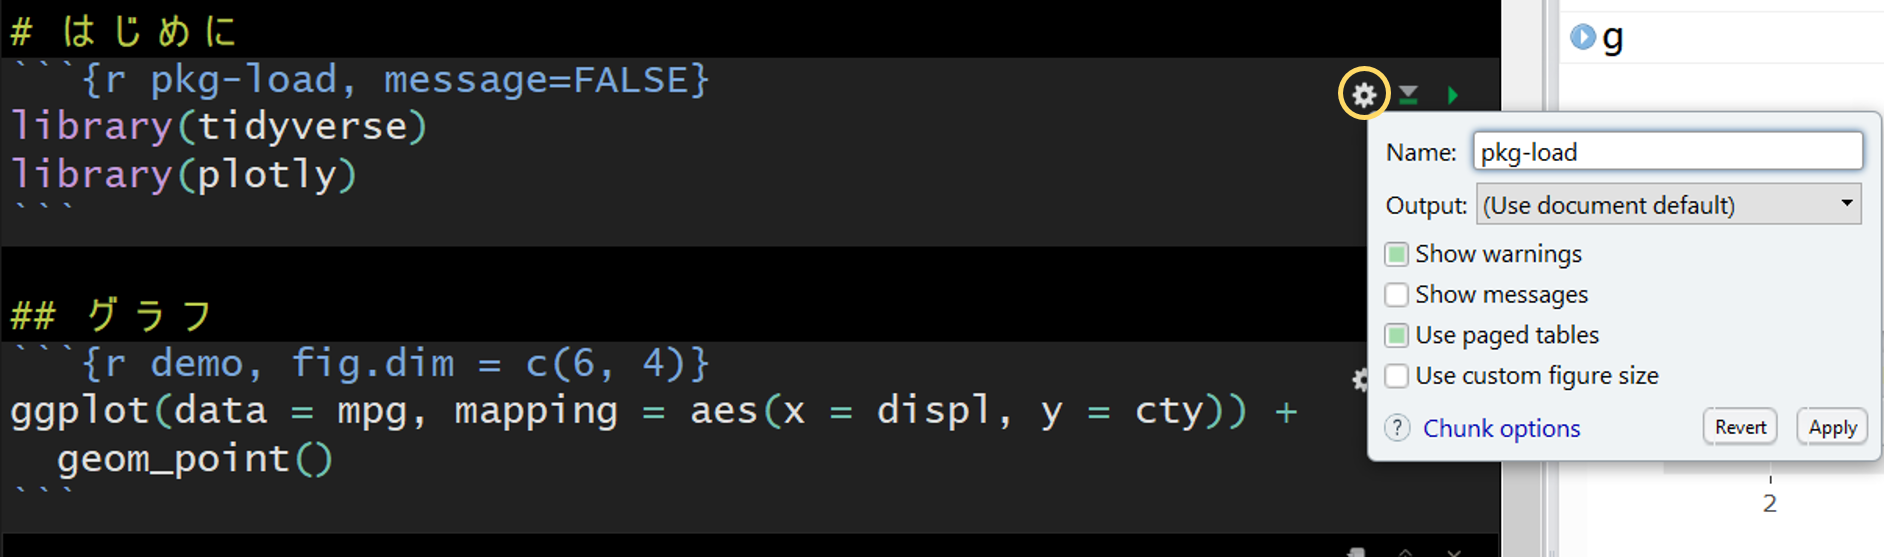 # はじめに
```{r pkg-load, message=FALSE}
library(tidyverse)
library(plotly)
```
## グラフ
```{r demo, fig.dim = c(6, 4)}
ggplot(data = mpg, mapping = aes(x = displ, y = cty)) +
  geom_point()
```
g
Name: pkg-load
Output: (Use document default)
Show warnings
Show messages
Use paged tables
Use custom figure size
? Chunk options Revert Apply
2